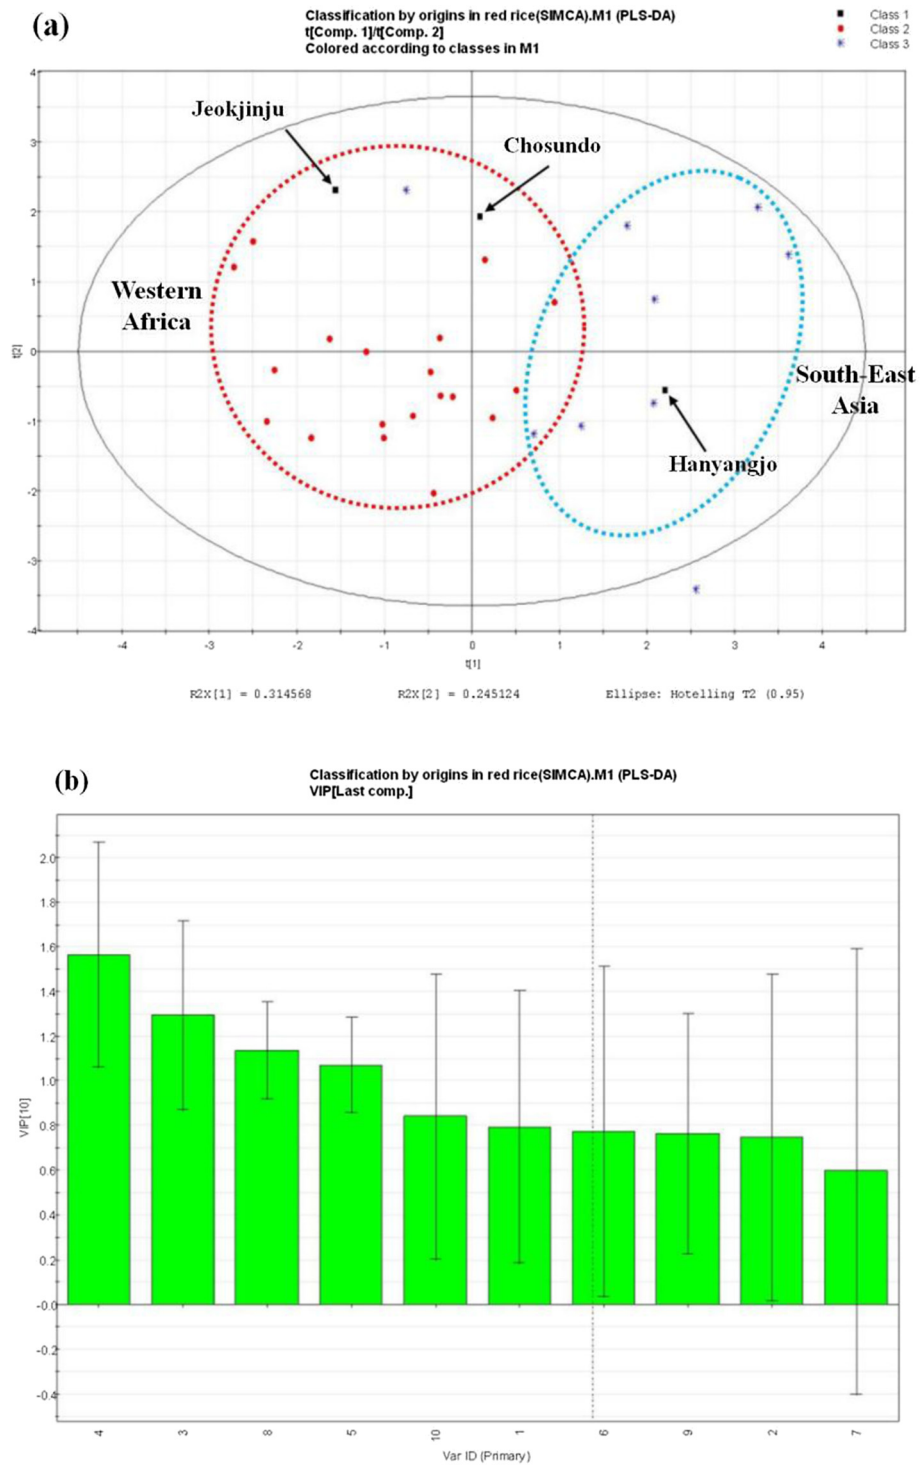 (a)
Classification by origins in red rice(SIMCA).M1 (PLS-DA)
t[Comp. 1]/t[Comp. 2]
Colored according to classes in M1
Class 1
Class 2
Class 3
4
3
2
1
0
-1
-2
-3
-4
t[2]
Jeokjinju
Chosundo
Western
Africa
South-East
Asia
Hanyangjo
-4 -3 -2 -1 0 1 2 3 4
t[1]
R2X[1] = 0.314568 R2X[2] = 0.245124 Ellipse: Hotelling T2 (0.95)
(b)
Classification by origins in red rice(SIMCA).M1 (PLS-DA)
VIP[Last comp.]
2.0
1.8
1.6
1.4
1.2
1.0
0.8
0.6
0.4
0.2
-0.0
-0.2
-0.4
VIP[10]
4 3 8 5 10 1 6 9 2 7
Var ID (Primary)